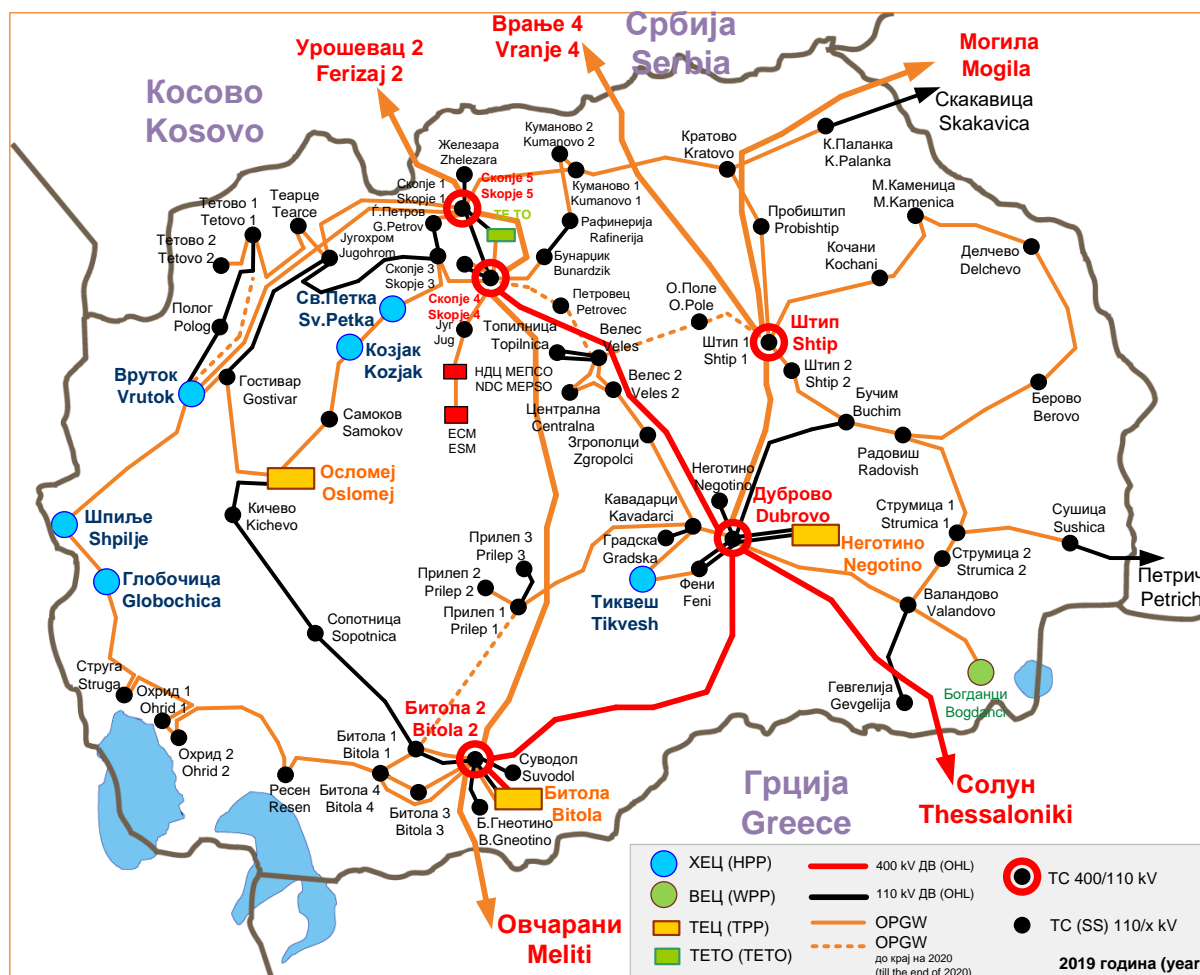 Врање 4
Vranje 4
Србија
Serbia
Урошевац 2
Ferizaj 2
Могила
Mogila
Косово
Kosovo
Скакавица
Skakavica
Железара
Zhelezara
Куманово 2
Kumanovo 2
Кратово
Kratovo
К.Паланка
K.Palanka
Скопје 1
Skopje 1
Скопје 5
Skopje 5
Куманово 1
Kumanovo 1
М.Каменица
M.Kamenica
Теарце
Tearce
Тетово 1
Tetovo 1
Ѓ.Петров
G.Petrov
TE TO
Рафинерија
Rafinerija
Пробиштип
Probishtip
Тетово 2
Tetovo 2
Југохром
Jugohrom
Скопје 3
Skopje 3
Бунарџик
Bunardzik
Кочани
Kochani
Делчево
Delchevo
Полог
Polog
Св.Петка
Sv.Petka
Скопје 4
Skopje 4
Петровец
Petrovec
О.Поле
O.Pole
Штип
Shtip
Југ
Jug
Топилница
Topilnica
Велес
Veles
Штип 1
Shtip 1
Козјак
Kozjak
Штип 2
Shtip 2
Вруток
Vrutok
Гостивар
Gostivar
НДЦ МЕПСО
NDC MEPSO
Велес 2
Veles 2
Бучим
Buchim
Берово
Berovo
Самоков
Samokov
Централна
Centralna
ЕСМ
ESM
Згрополци
Zgropolci
Радовиш
Radovish
Осломеј
Oslomej
Неготино
Negotino
Дуброво
Dubrovo
Кичево
Kichevo
Кавадарци
Kavadarci
Струмица 1
Strumica 1
Сушица
Sushica
Шпиље
Shpilje
Градска
Gradska
Неготино
Negotino
Прилеп 3
Prilep 3
Струмица 2
Strumica 2
Глобочица
Globochica
Прилеп 2
Prilep 2
Фени
Feni
Петрич
Petrich
Тиквеш
Tikvesh
Валандово
Valandovo
Прилеп 1
Prilep 1
Сопотница
Sopotnica
Струга
Struga
Охрид 1
Ohrid 1
Гевгелија
Gevgelija
Богданци
Bogdanci
Битола 2
Bitola 2
Охрид 2
Ohrid 2
Битола 1
Bitola 1
Суводол
Suvodol
Ресен
Resen
Битола 4
Bitola 4
Битола
Bitola
Грција
Greece
Солун
Thessaloniki
Битола 3
Bitola 3
Б.Гнеотино
B.Gneotino
Овчарани
Meliti
ХЕЦ (HPP)
400 kV ДВ (OHL)
ТС 400/110 kV
ВЕЦ (WPP)
110 kV ДВ (OHL)
ТЕЦ (TPP)
OPGW
ТС (SS) 110/x kV
ТЕТО (TETO)
OPGW
до крај на 2020
(till the end of 2020)
2019 година (year